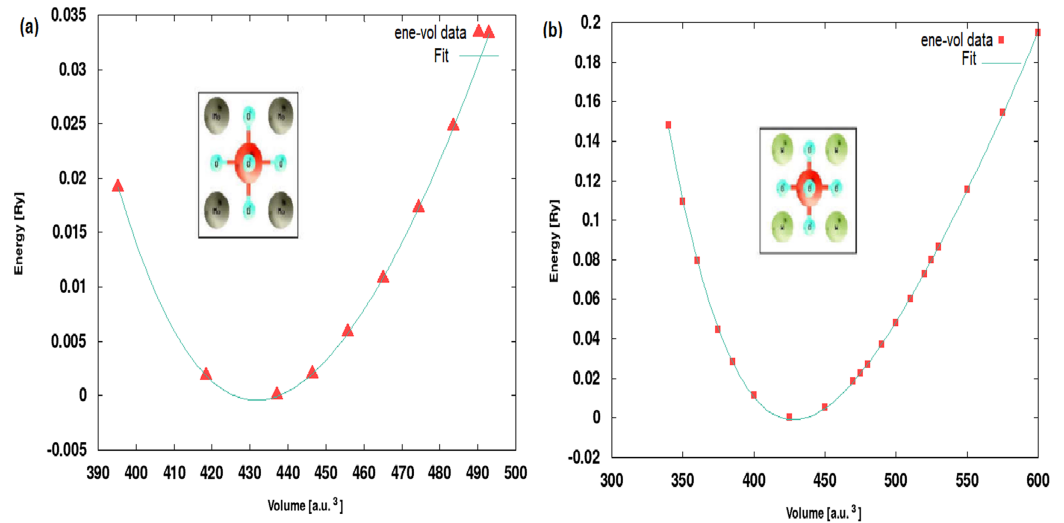 (a)
ene-vol data
Fit
Energy [Ry]
0.035
0.03
0.025
0.02
0.015
0.01
0.005
0
-0.005
390 400 410 420 430 440 450 460 470 480 490 500
Volume [a.u. 3 ]
(b)
ene-vol data
Fit
Energy [Ry]
0.2
0.18
0.16
0.14
0.12
0.1
0.08
0.06
0.04
0.02
0
-0.02
300 350 400 450 500 550 600
Volume [a.u. 3 ]